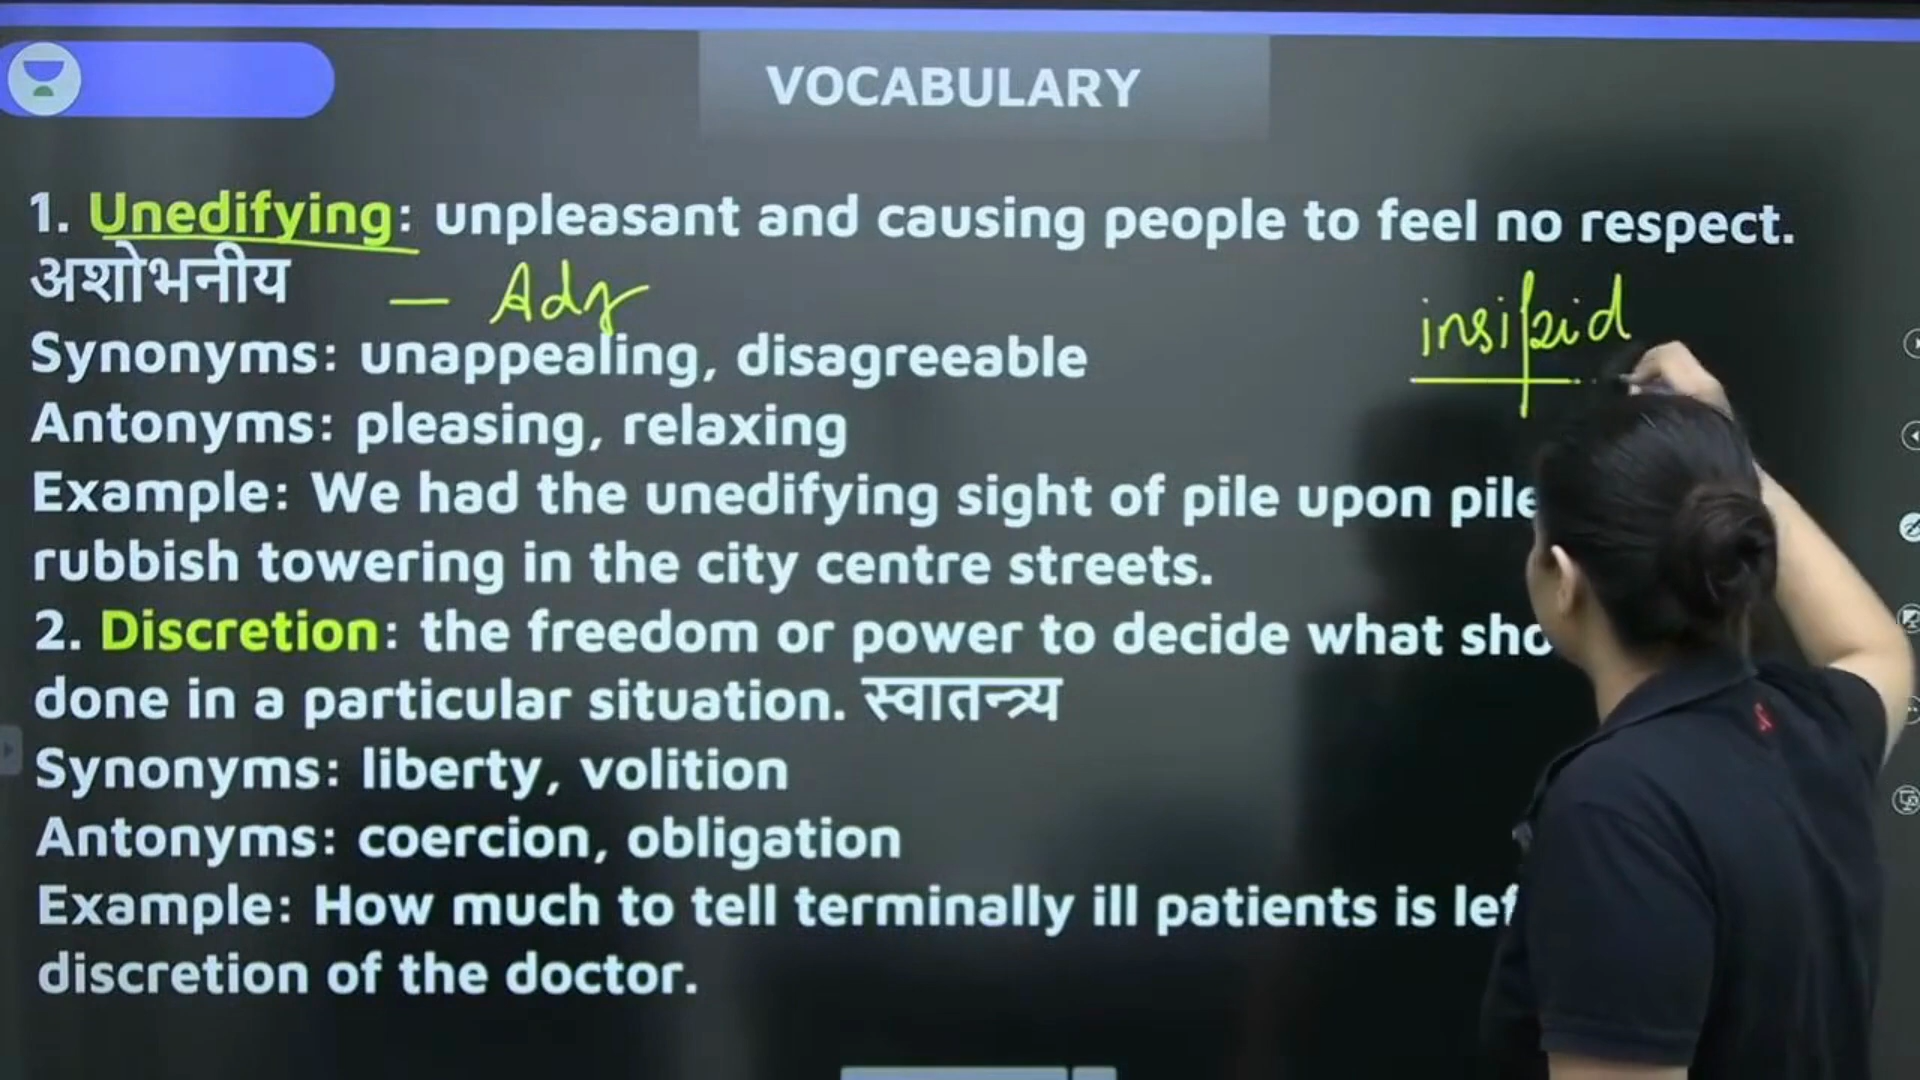 VOCABULARY
1. Unedifying: unpleasant and causing people to feel no respect.
अशोभनीय — Adj
insipid
Synonyms: unappealing, disagreeable
Antonyms: pleasing, relaxing
Example: We had the unedifying sight of pile upon pile
rubbish towering in the city centre streets.
2. Discretion: the freedom or power to decide what sho
done in a particular situation. स्वातन्त्र्य
Synonyms: liberty, volition
Antonyms: coercion, obligation
Example: How much to tell terminally ill patients is lef
discretion of the doctor.